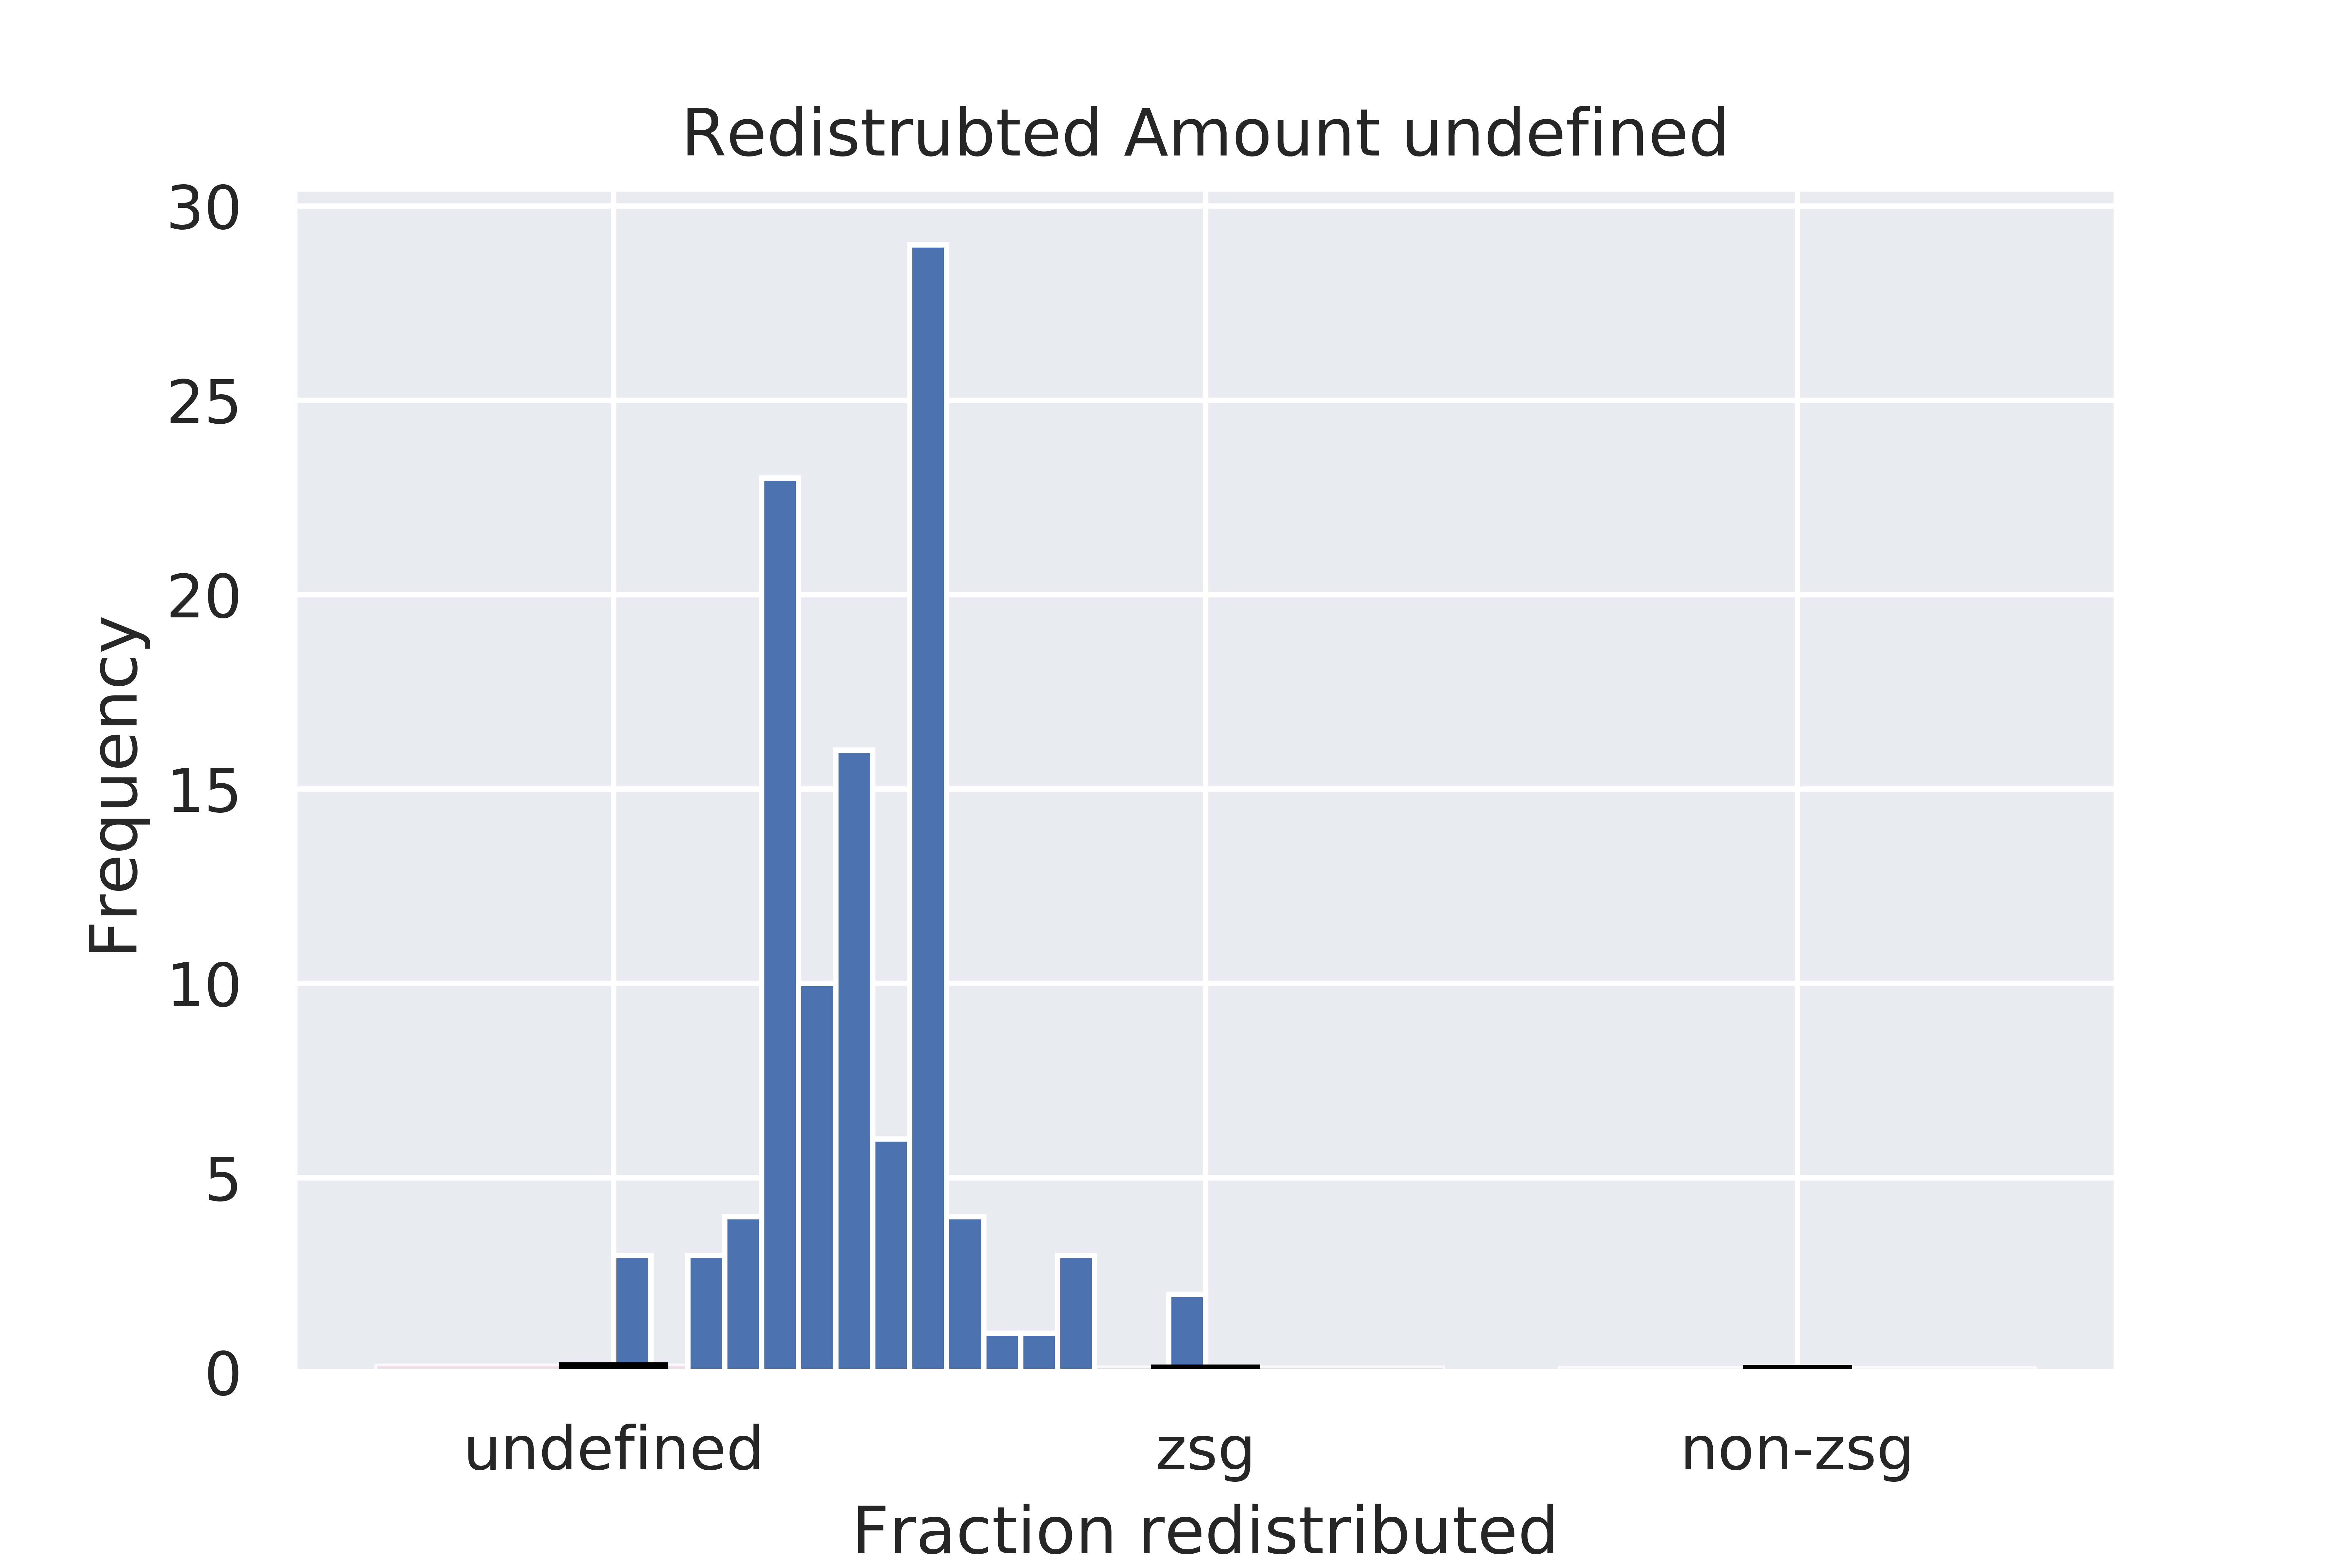 Redistrubted Amount undefined
30
25
20
15
10
5
0
Frequency
undefined zsg non-zsg
Fraction redistributed